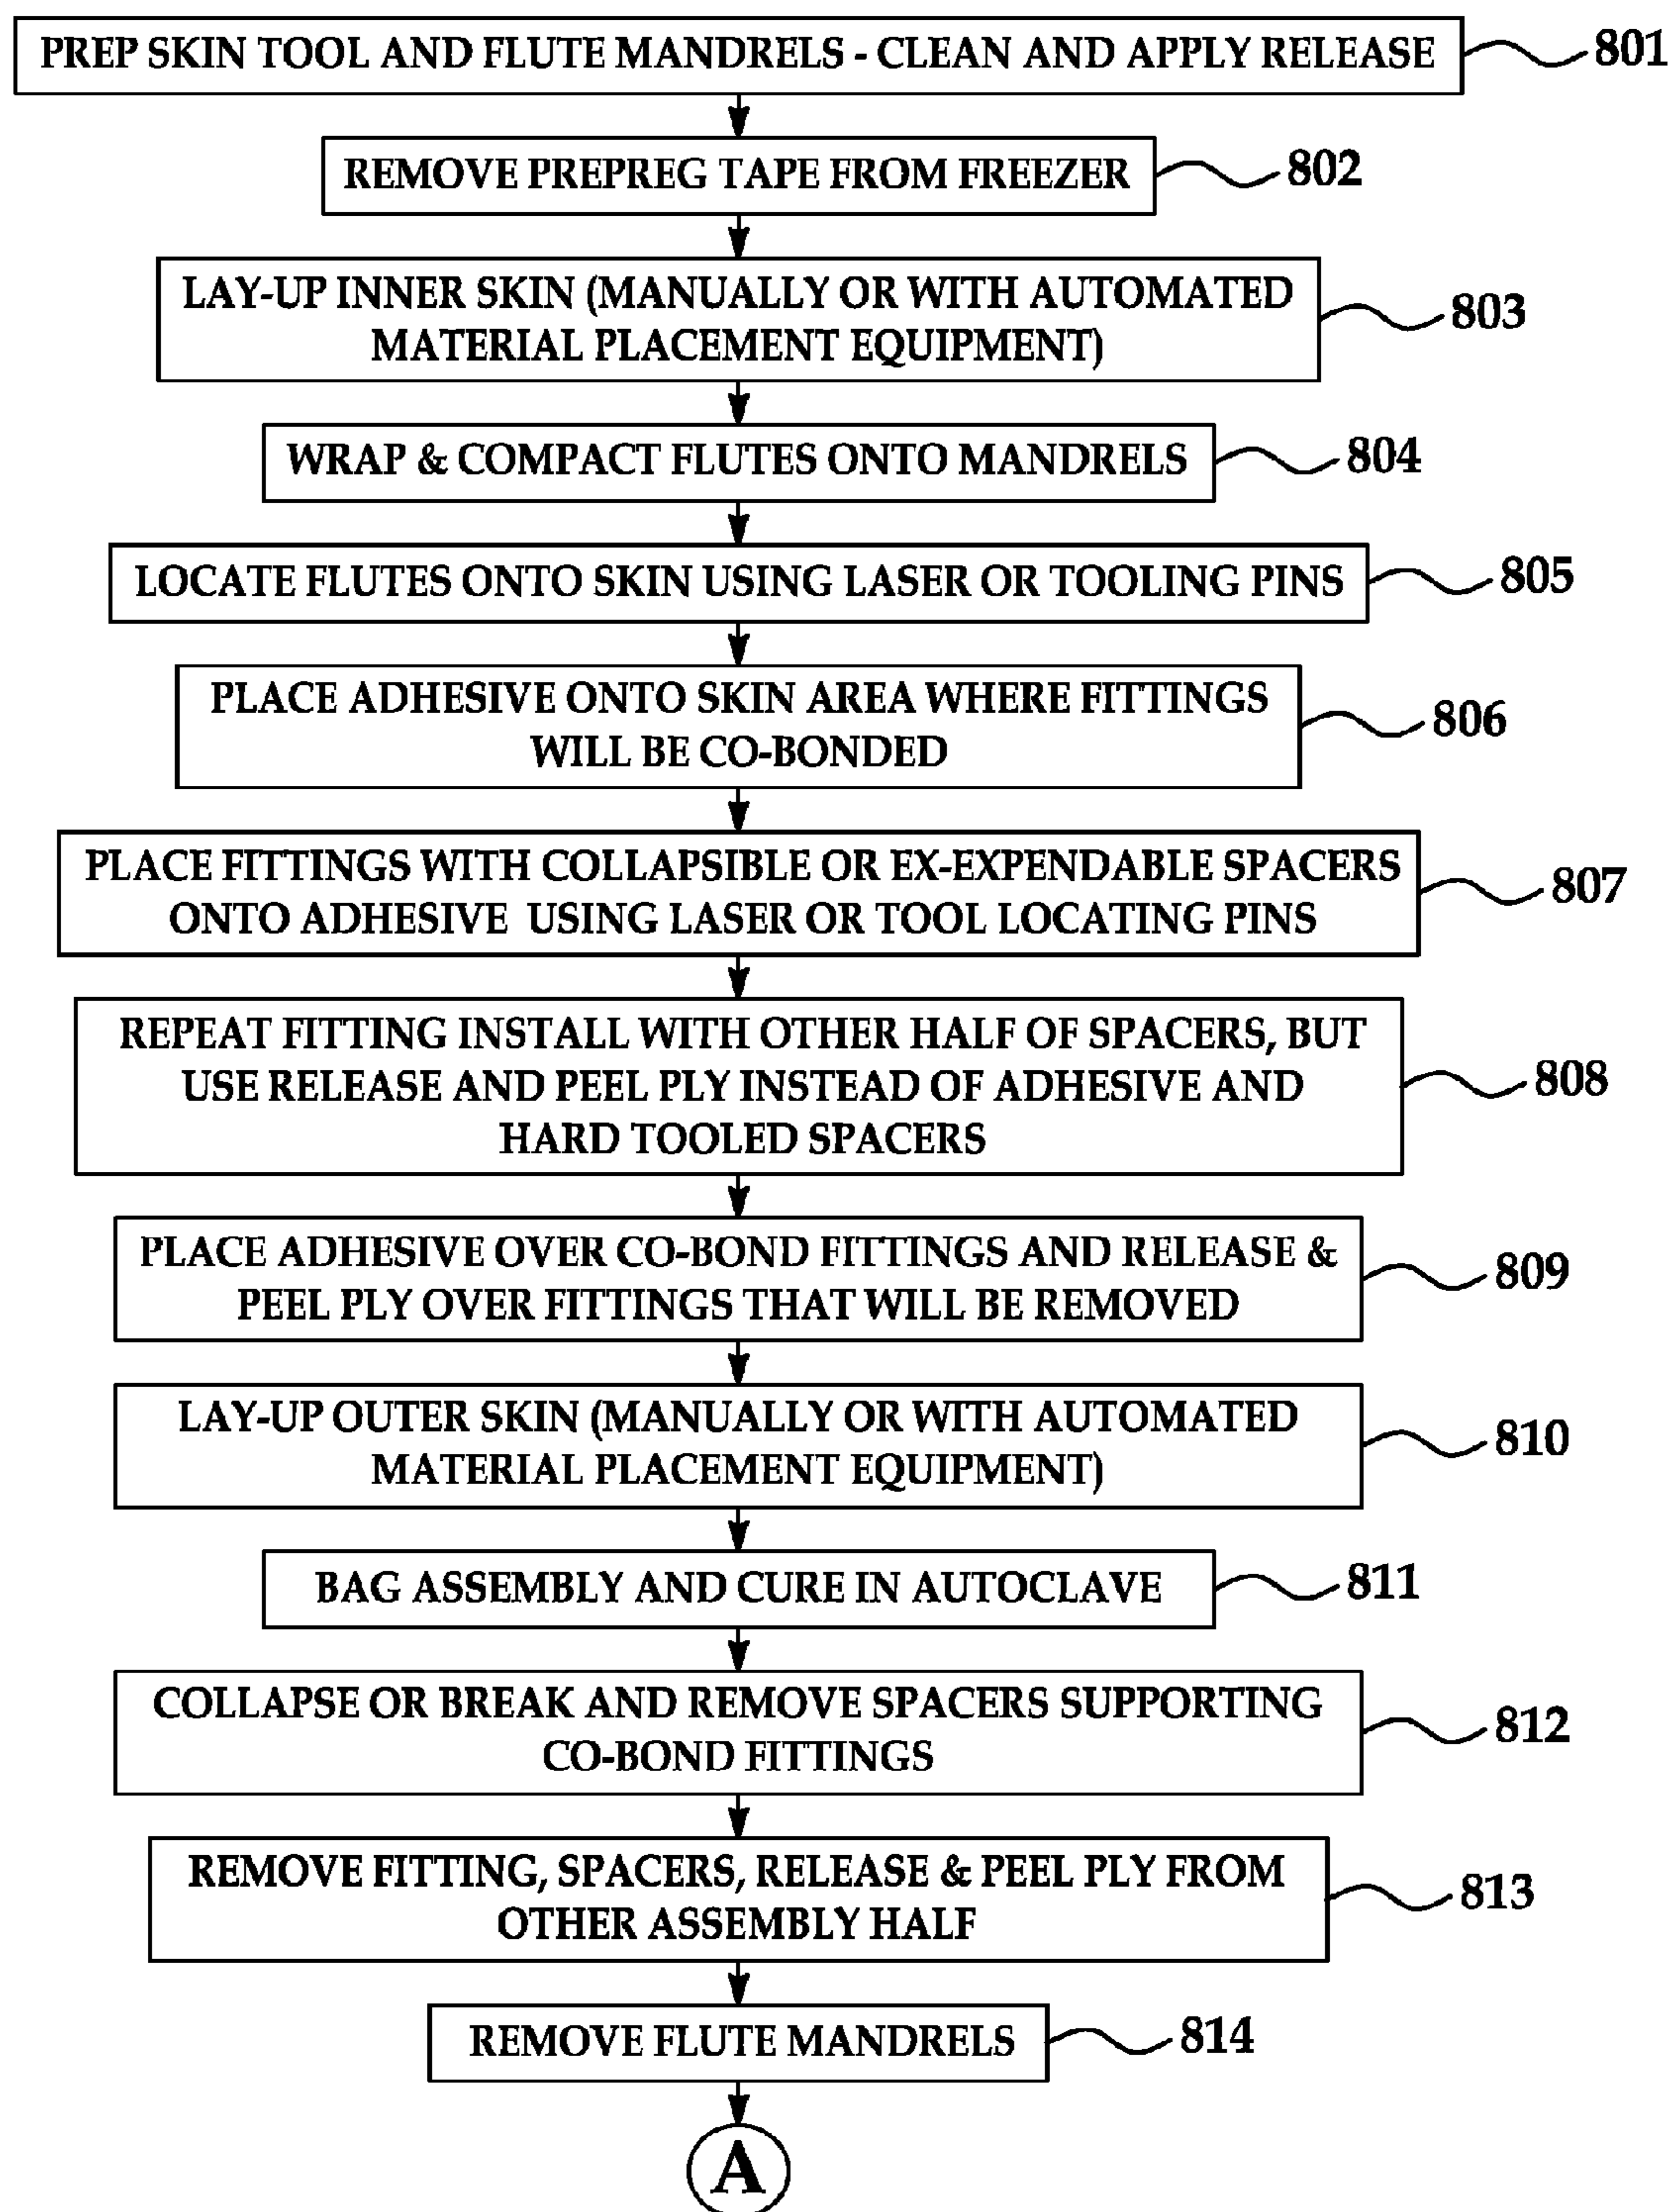 PREP SKIN TOOL AND FLUTE MANDRELS - CLEAN AND APPLY RELEASE
801
REMOVE PREPREG TAPE FROM FREEZER
802
LAY-UP INNER SKIN (MANUALLY OR WITH AUTOMATED
MATERIAL PLACEMENT EQUIPMENT)
803
WRAP & COMPACT FLUTES ONTO MANDRELS
804
LOCATE FLUTES ONTO SKIN USING LASER OR TOOLING PINS
805
PLACE ADHESIVE ONTO SKIN AREA WHERE FITTINGS
WILL BE CO-BONDED
806
PLACE FITTINGS WITH COLLAPSIBLE OR EX-EXPENDABLE SPACERS
ONTO ADHESIVE USING LASER OR TOOL LOCATING PINS
807
REPEAT FITTING INSTALL WITH OTHER HALF OF SPACERS, BUT
USE RELEASE AND PEEL PLY INSTEAD OF ADHESIVE AND
HARD TOOLED SPACERS
808
PLACE ADHESIVE OVER CO-BOND FITTINGS AND RELEASE &
PEEL PLY OVER FITTINGS THAT WILL BE REMOVED
809
LAY-UP OUTER SKIN (MANUALLY OR WITH AUTOMATED
MATERIAL PLACEMENT EQUIPMENT)
810
BAG ASSEMBLY AND CURE IN AUTOCLAVE
811
COLLAPSE OR BREAK AND REMOVE SPACERS SUPPORTING
CO-BOND FITTINGS
812
REMOVE FITTING, SPACERS, RELEASE & PEEL PLY FROM
OTHER ASSEMBLY HALF
813
REMOVE FLUTE MANDRELS
814
A